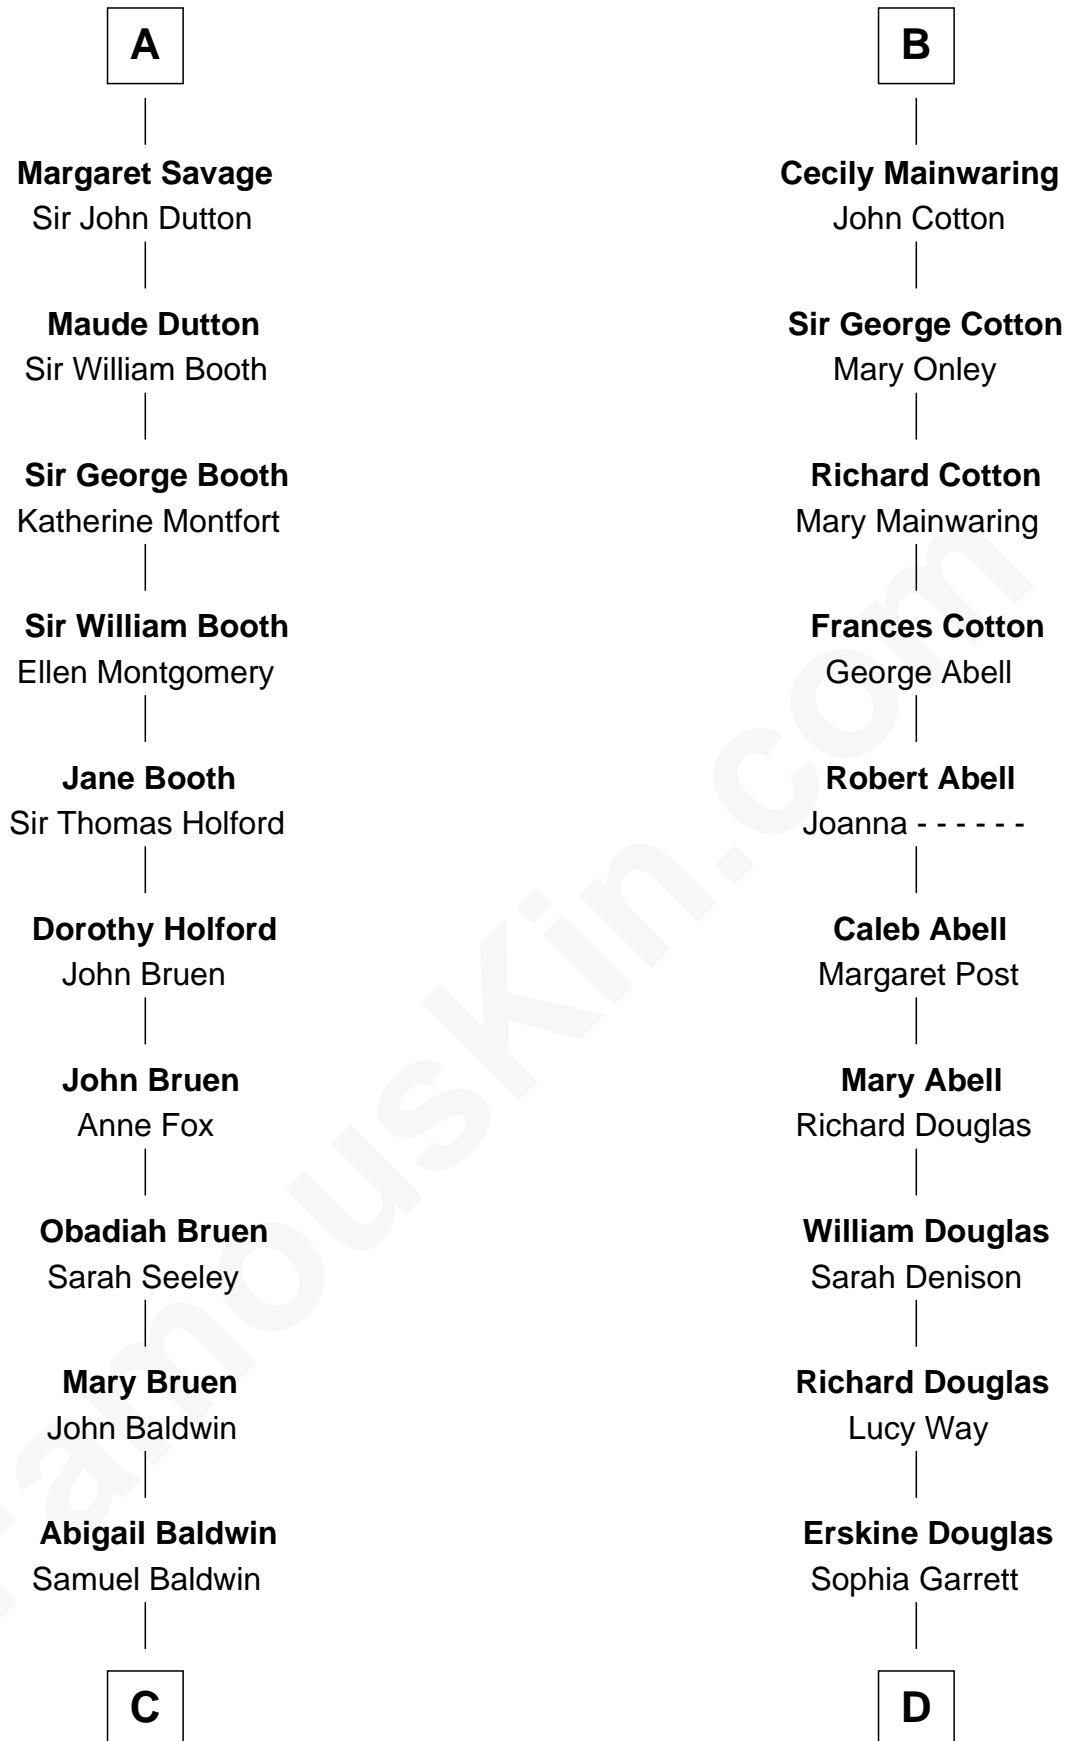 A
Margaret Savage
Sir John Dutton
Maude Dutton
Sir William Booth
Sir George Booth
Katherine Montfort
Sir William Booth
Ellen Montgomery
Jane Booth
Sir Thomas Holford
Dorothy Holford
John Bruen
John Bruen
Anne Fox
Obadiah Bruen
Sarah Seeley
Mary Bruen
John Baldwin
Abigail Baldwin
Samuel Baldwin
C
B
Cecily Mainwaring
John Cotton
Sir George Cotton
Mary Onley
Richard Cotton
Mary Mainwaring
Frances Cotton
George Abell
Robert Abell
Joanna - - - - - -
Caleb Abell
Margaret Post
Mary Abell
Richard Douglas
William Douglas
Sarah Denison
Richard Douglas
Lucy Way
Erskine Douglas
Sophia Garrett
D
FamousKin.com